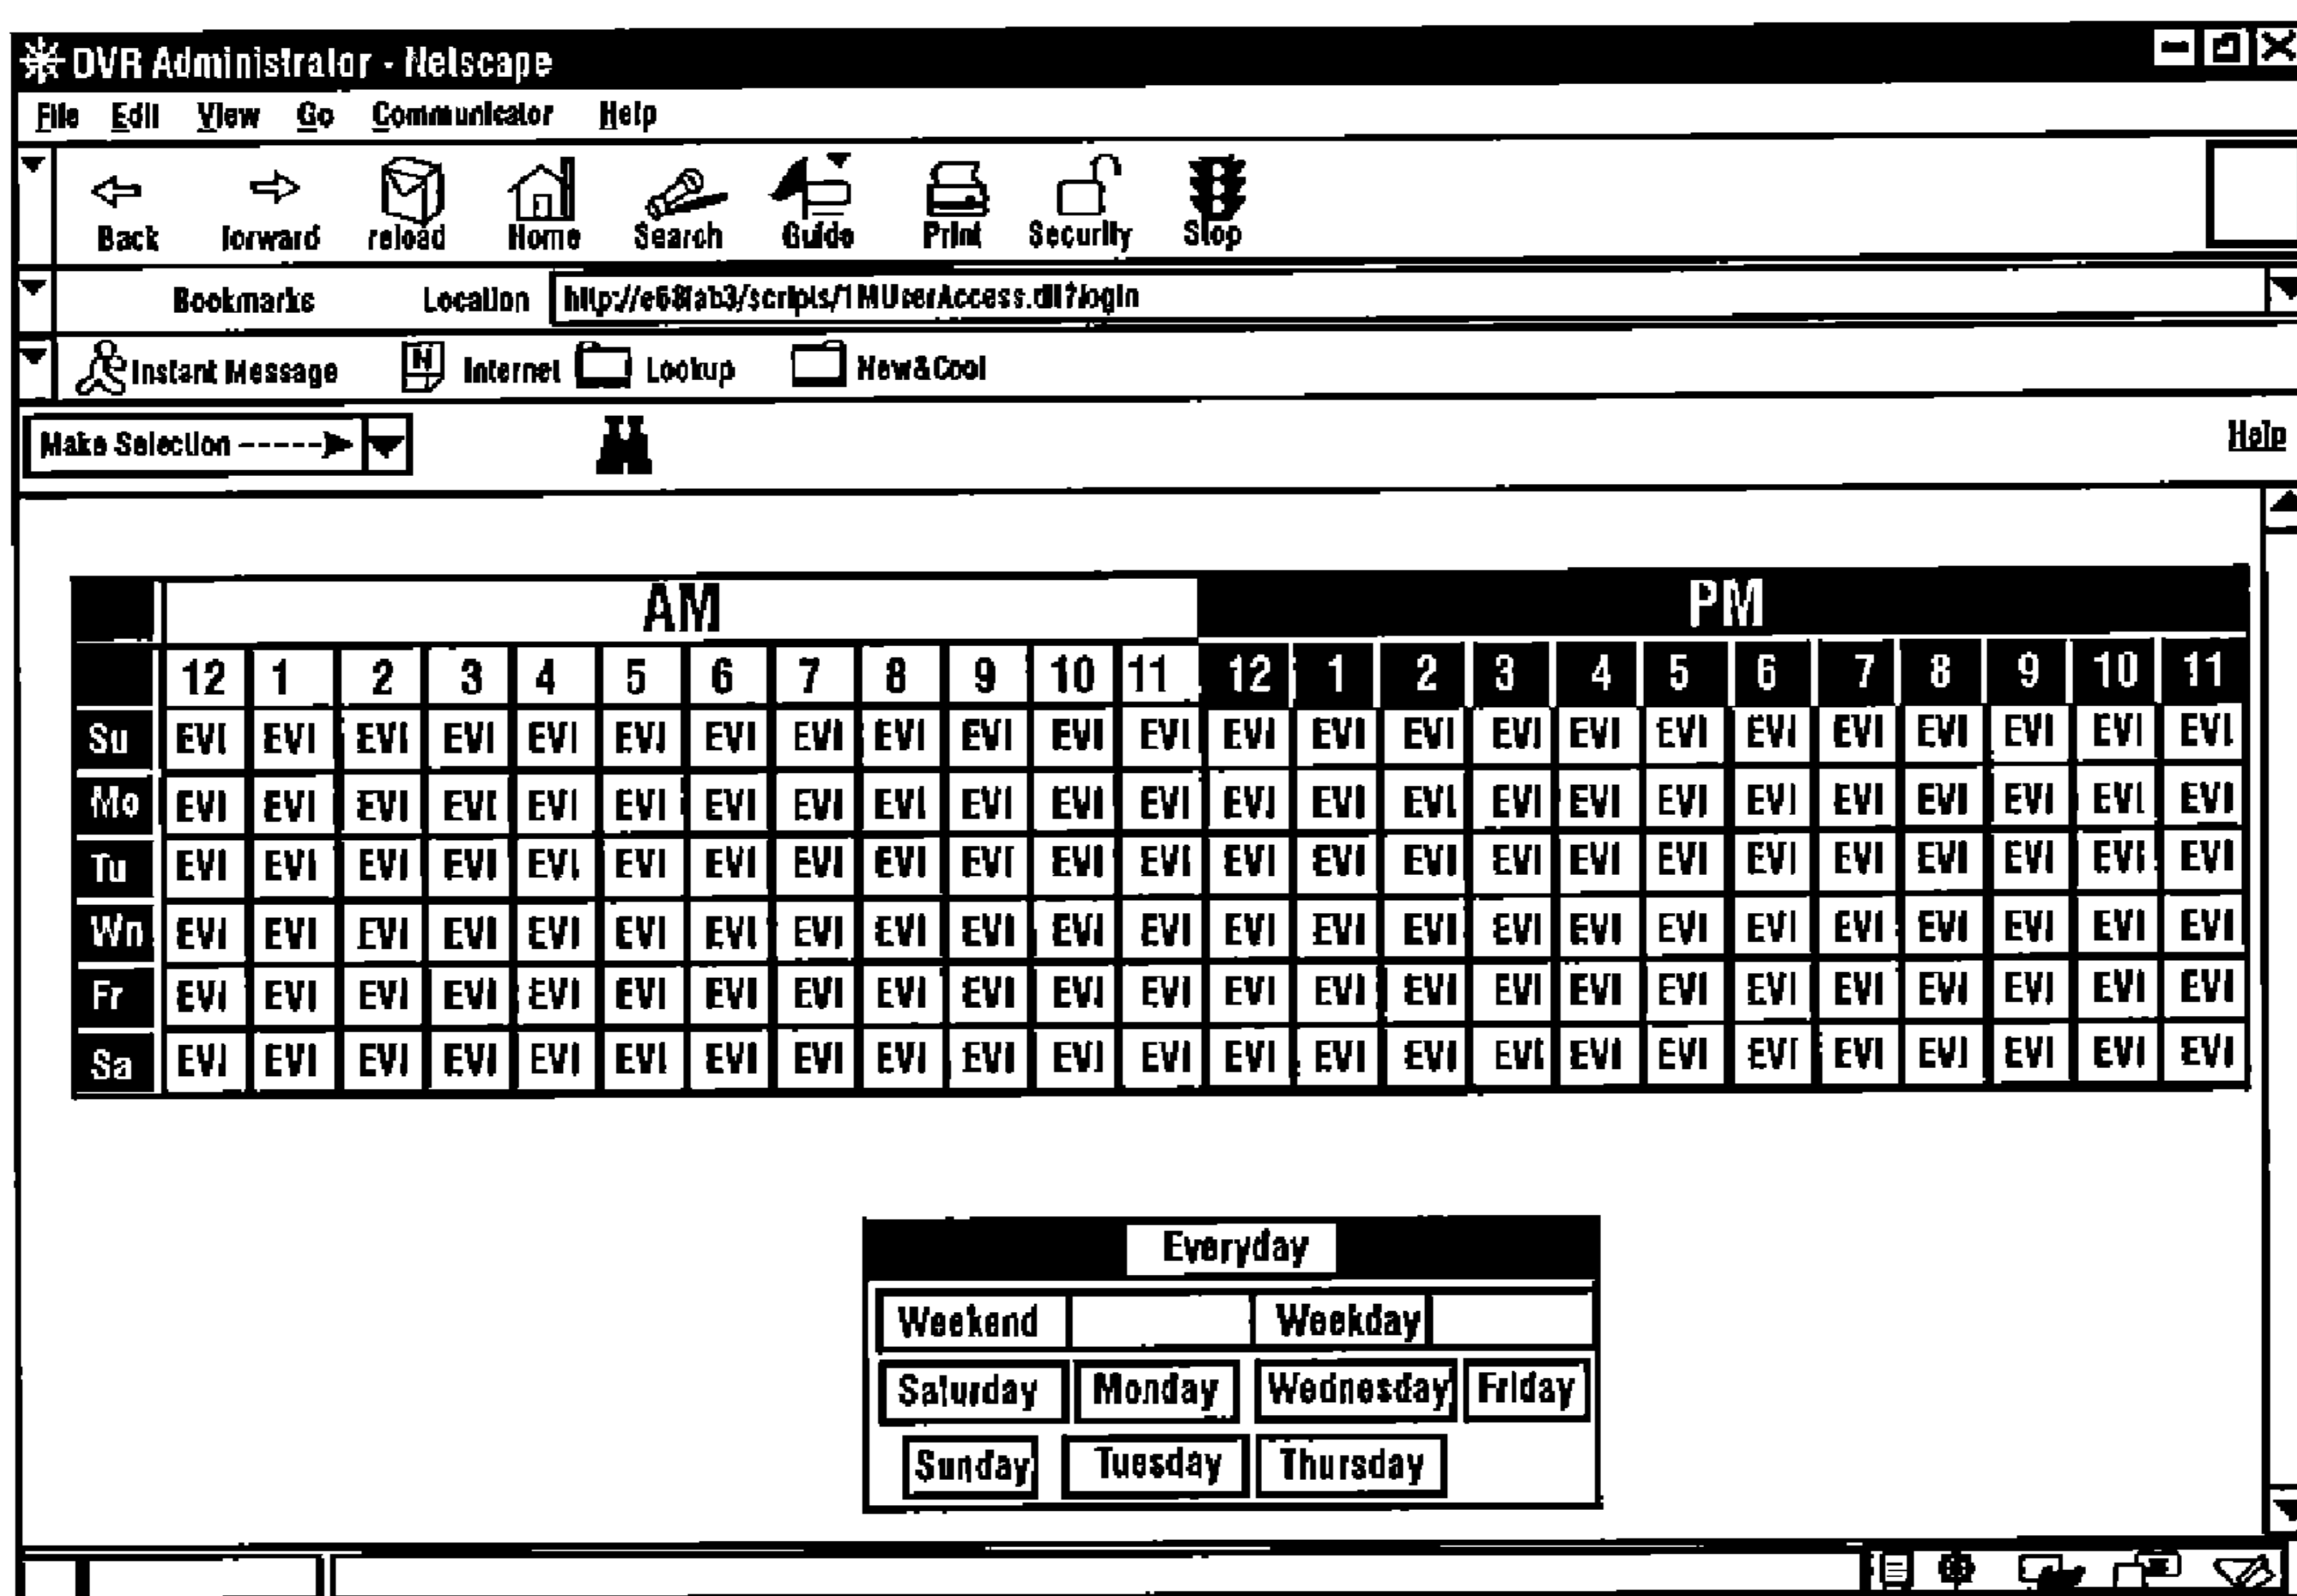 DVR Administrator - Netscape
File Edit View Go Communicator Help
Back forward reload Home Search Guide Print Security Stop
Bookmarks Location http://e68fab3/scripts/1MUserAccess.dll?login
Instant Message N Internet Lookup New&Cool
Make Selection ----- Help
AM PM
12 1 2 3 4 5 6 7 8 9 10 11 12 1 2 3 4 5 6 7 8 9 10 11
Su EVI EVI EVI EVI EVI EVI EVI EVI EVI EVI EVI EVI EVI EVI EVI EVI EVI EVI EVI EVI EVI EVI EVI EVI
Mo EVI EVI EVI EVI EVI EVI EVI EVI EVI EVI EVI EVI EVI EVI EVI EVI EVI EVI EVI EVI EVI EVI EVI EVI
Tu EVI EVI EVI EVI EVI EVI EVI EVI EVI EVI EVI EVI EVI EVI EVI EVI EVI EVI EVI EVI EVI EVI EVI EVI
Wn EVI EVI EVI EVI EVI EVI EVI EVI EVI EVI EVI EVI EVI EVI EVI EVI EVI EVI EVI EVI EVI EVI EVI EVI
Fr EVI EVI EVI EVI EVI EVI EVI EVI EVI EVI EVI EVI EVI EVI EVI EVI EVI EVI EVI EVI EVI EVI EVI EVI
Sa EVI EVI EVI EVI EVI EVI EVI EVI EVI EVI EVI EVI EVI EVI EVI EVI EVI EVI EVI EVI EVI EVI EVI EVI
Everyday
Weekend Weekday
Saturday Monday Wednesday Friday
Sunday Tuesday Thursday